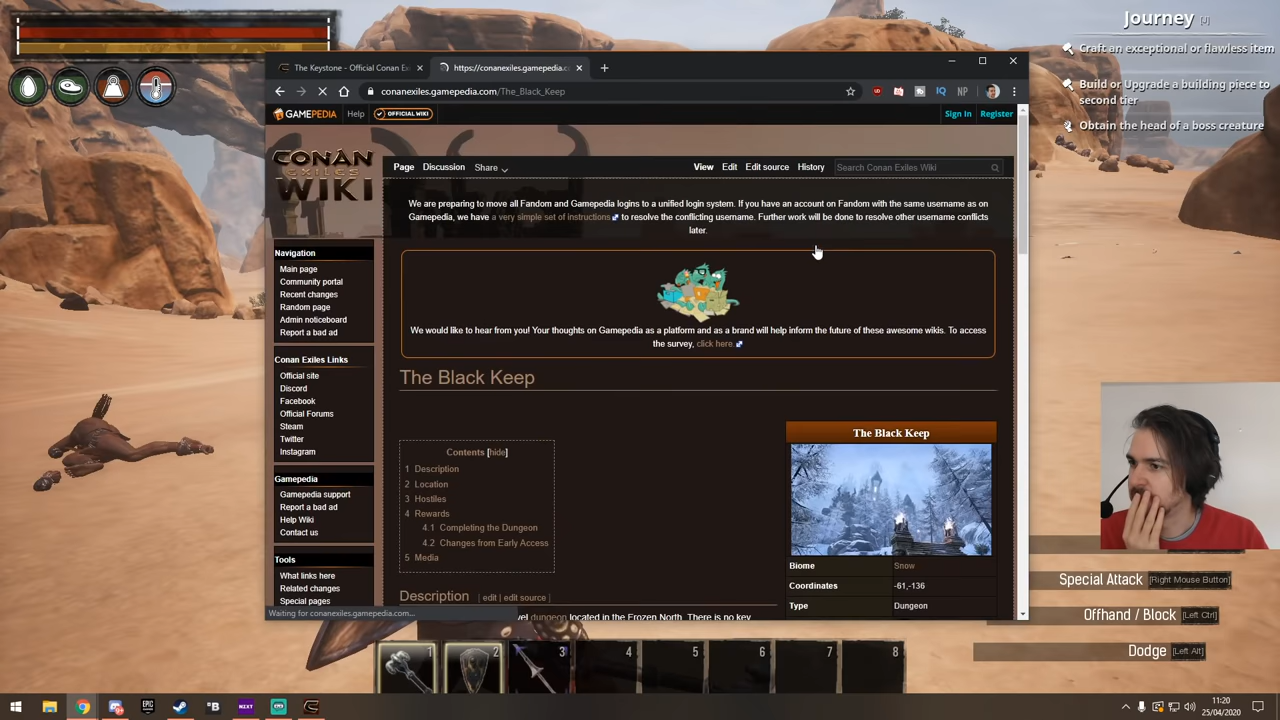 Journey [J]
Craft an exceptional or flawless item
Build or Upgrade a building piece to
second tier
Obtain the head of a boss creature
The Keystone - Official Conan Ex
https://conanexiles.gamepedia.c
conanexiles.gamepedia.com/The_Black_Keep
GAMEPEDIA
Help
OFFICIAL WIKI
Sign In
Register
CONAN
EXILES
WIKI
Page
Discussion
Share
View
Edit
Edit source
History
Search Conan Exiles Wiki
We are preparing to move all Fandom and Gamepedia logins to a unified login system. If you have an account on Fandom with the same username as on
Gamepedia, we have a very simple set of instructions to resolve the conflicting username. Further work will be done to resolve other username conflicts
later.
We would like to hear from you! Your thoughts on Gamepedia as a platform and as a brand will help inform the future of these awesome wikis. To access
the survey, click here
Navigation
Main page
Community portal
Recent changes
Random page
Admin noticeboard
Report a bad ad
Conan Exiles Links
Official site
Discord
Facebook
Official Forums
Steam
Twitter
Instagram
Gamepedia
Gamepedia support
Report a bad ad
Help Wiki
Contact us
Tools
What links here
Related changes
Special pages
The Black Keep
Contents [hide]
1 Description
2 Location
3 Hostiles
4 Rewards
4.1 Completing the Dungeon
4.2 Changes from Early Access
5 Media
Description [ edit | edit source ]
vel dungeon located in the Frozen North. There is no key
The Black Keep
Biome Snow
Coordinates -61,-136
Type Dungeon
Waiting for conanexiles.gamepedia.com...
Special Attack [Right Mouse Button]
Offhand / Block [Left Ctrl]
Dodge [Left Alt]
1
2
3
4
5
6
7
8
EPIC
B
NZXT
11:20
25/04/2020
IQ
NP